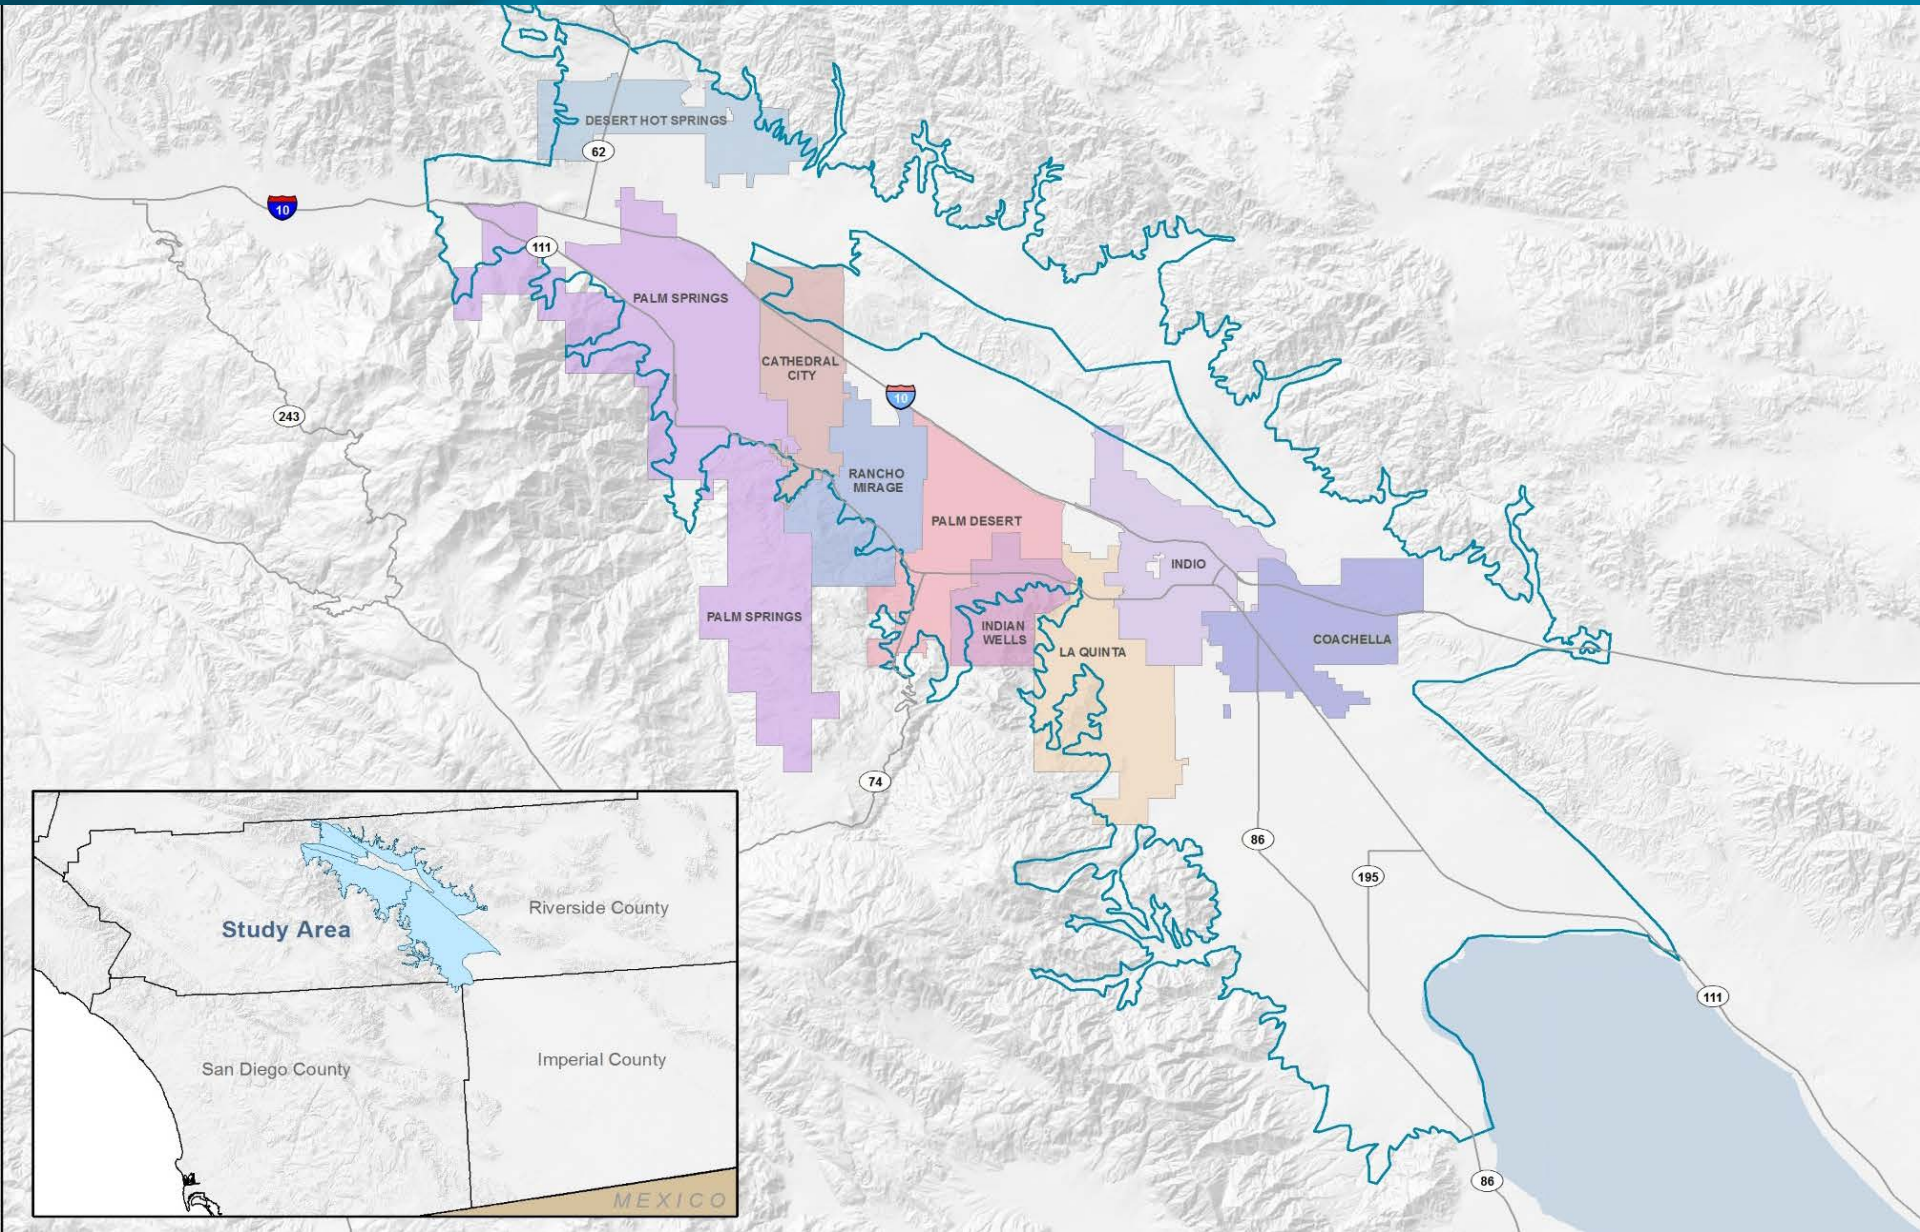 DESERT HOT SPRINGS
62
10
111
PALM SPRINGS
CATHEDRAL
CITY
10
243
RANCHO
MIRAGE
PALM DESERT
INDIO
PALM SPRINGS
INDIAN
WELLS
COACHELLA
LA QUINTA
74
86
195
111
86
Riverside County
Study Area
Imperial County
San Diego County
MEXICO